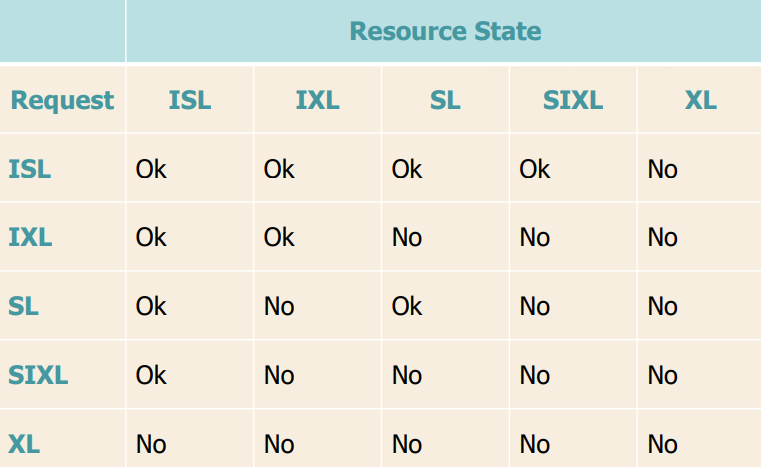 Resource State
Request ISL IXL SL SIXL XL
ISL Ok Ok Ok Ok No
IXL Ok Ok No No No
SL Ok No Ok No No
SIXL Ok No No No No
XL No No No No No